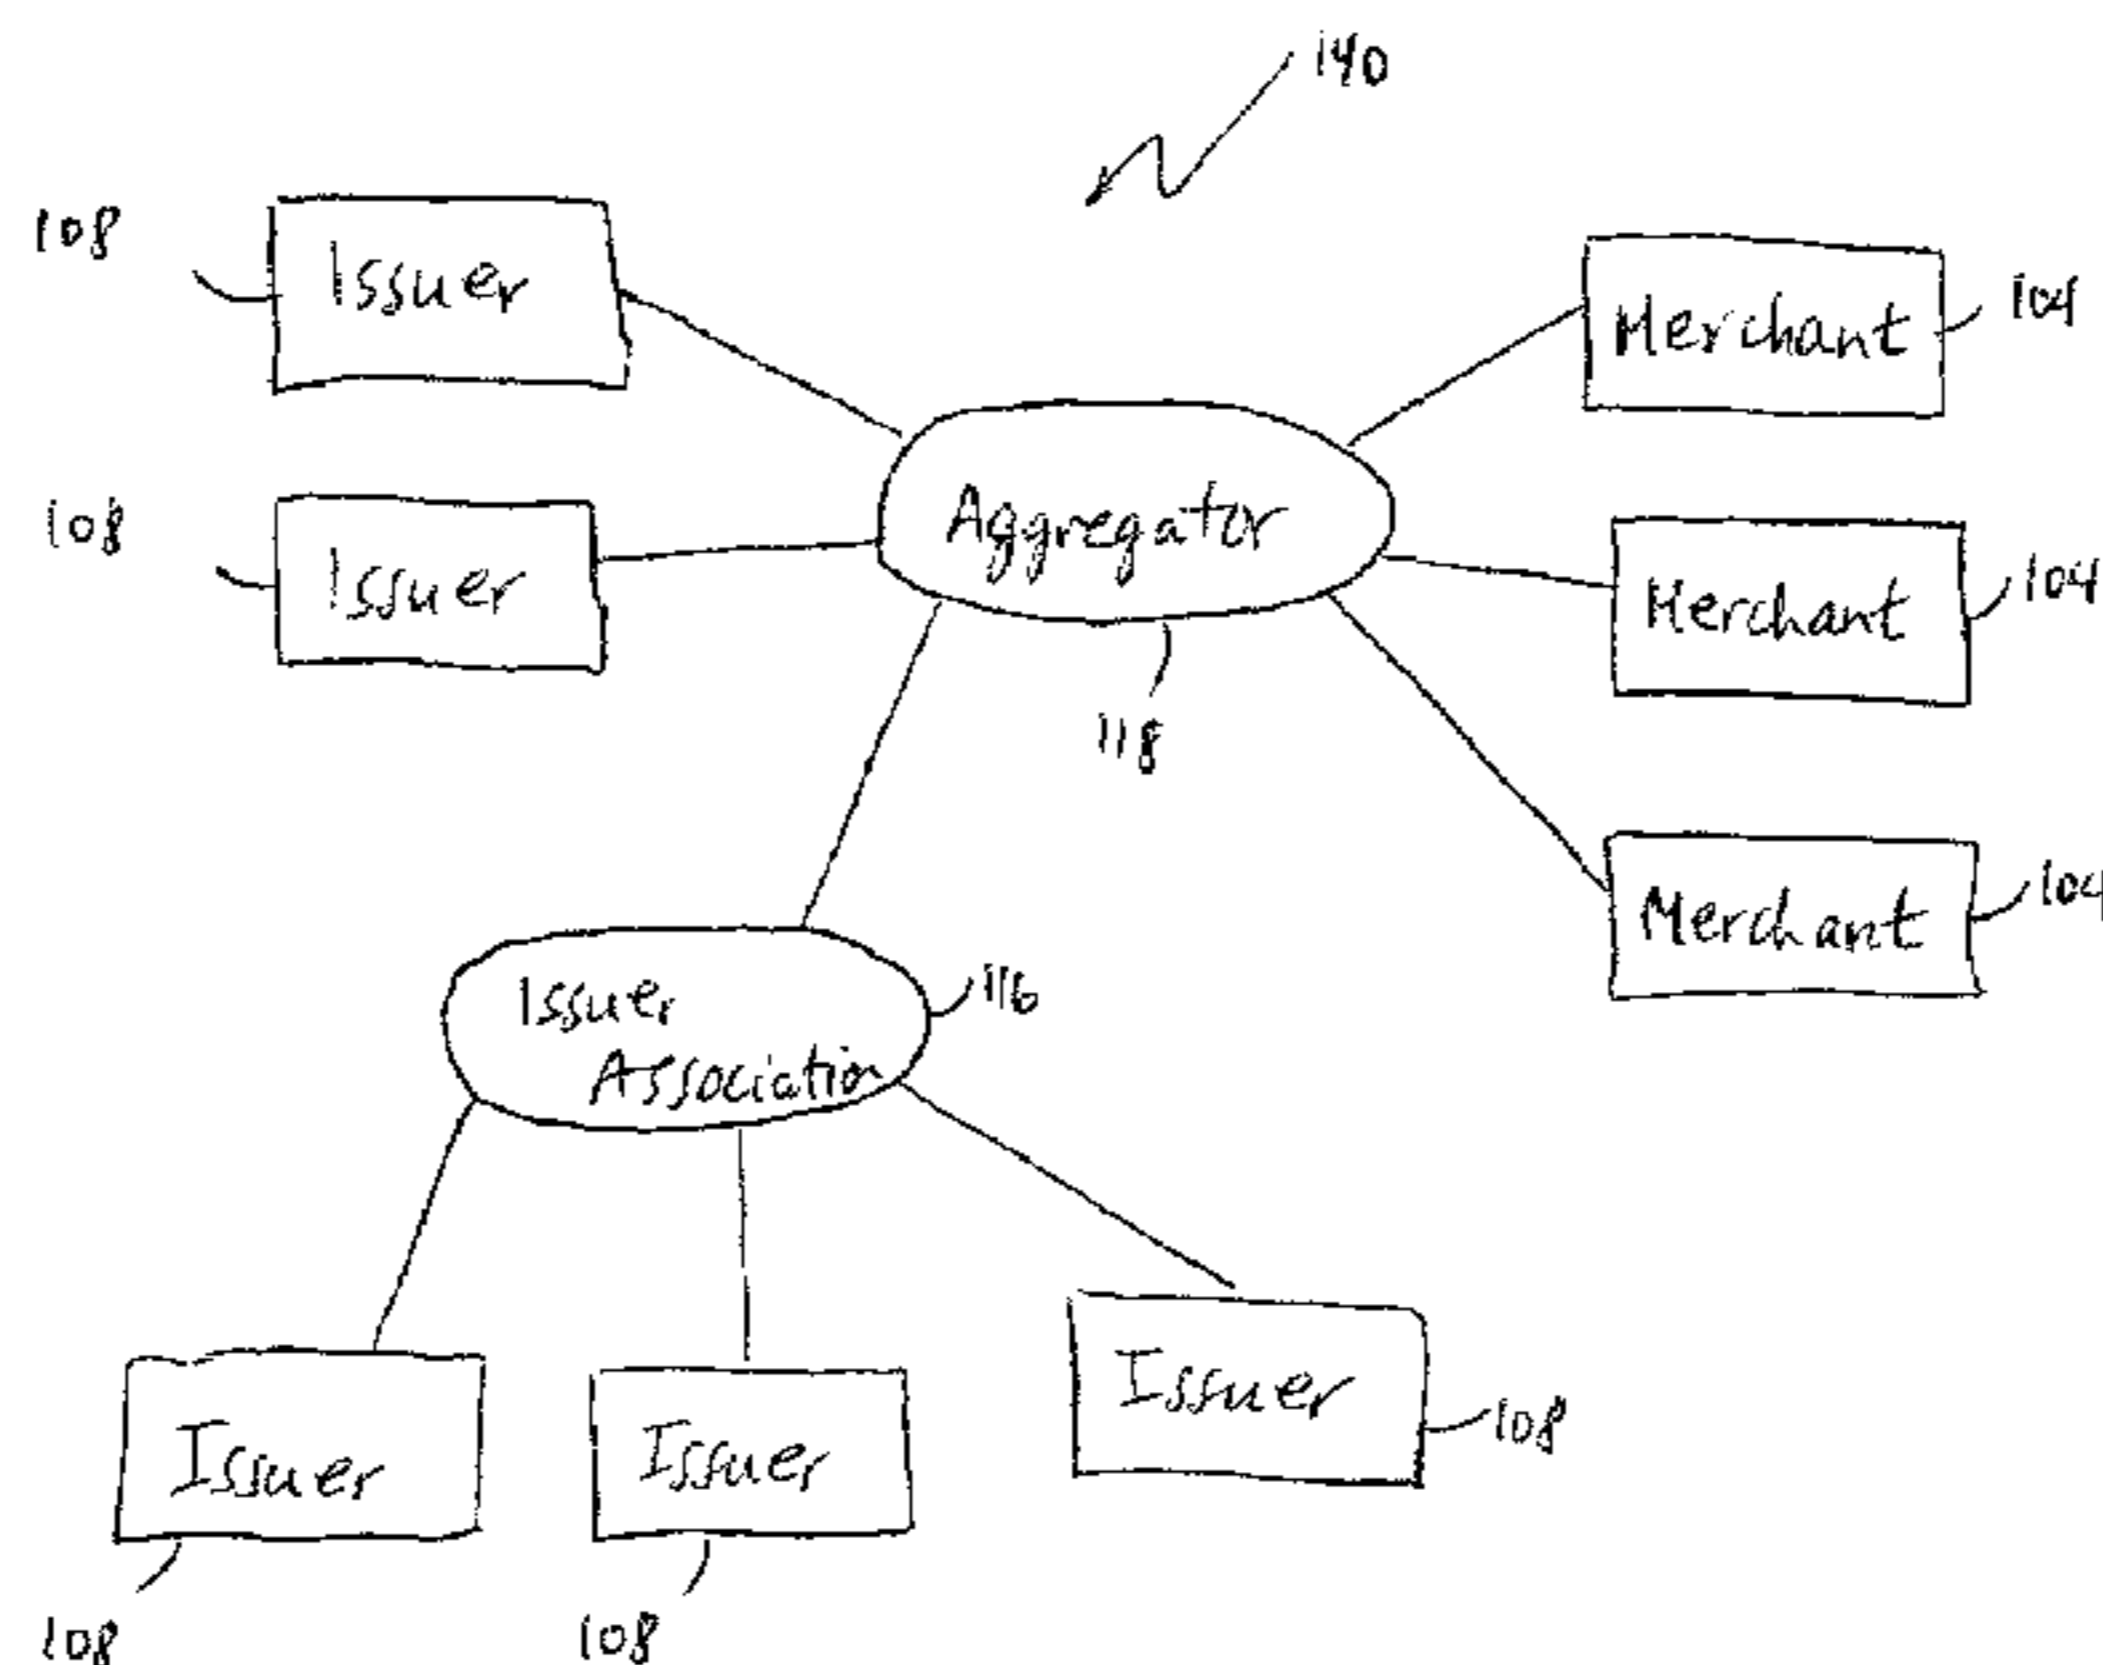 140
108
Issuer
Merchant
104
108
Issuer
Aggregator
Merchant
104
118
Merchant
104
Issuer
Association
116
Issuer
Issuer
Issuer
108
108
108